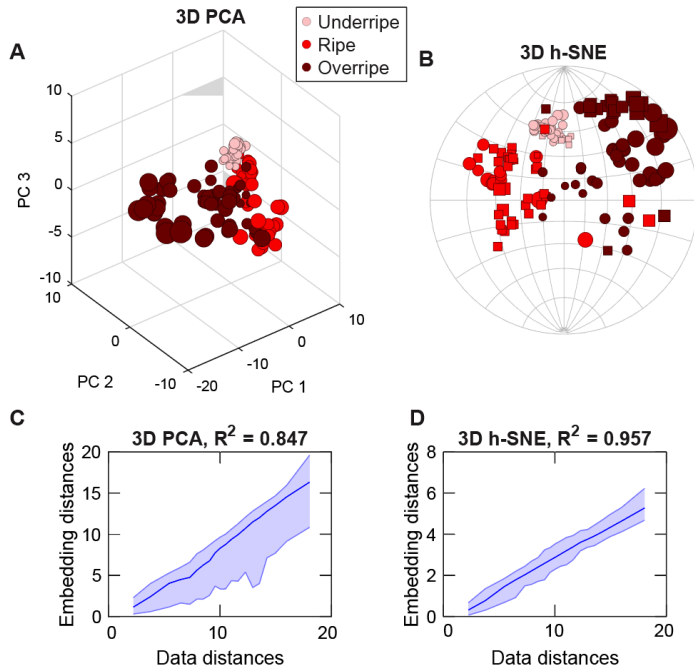 3D PCA
Underripe
Ripe
Overripe
A
B
3D h-SNE
10
5
0
-5
-10
PC 3
10
0
-10
PC 2
-20
-10
0
10
PC 1
C
3D PCA, R² = 0.847
20
15
10
5
0
Embedding distances
0
10
20
Data distances
D
3D h-SNE, R² = 0.957
8
6
4
2
0
Embedding distances
0
10
20
Data distances